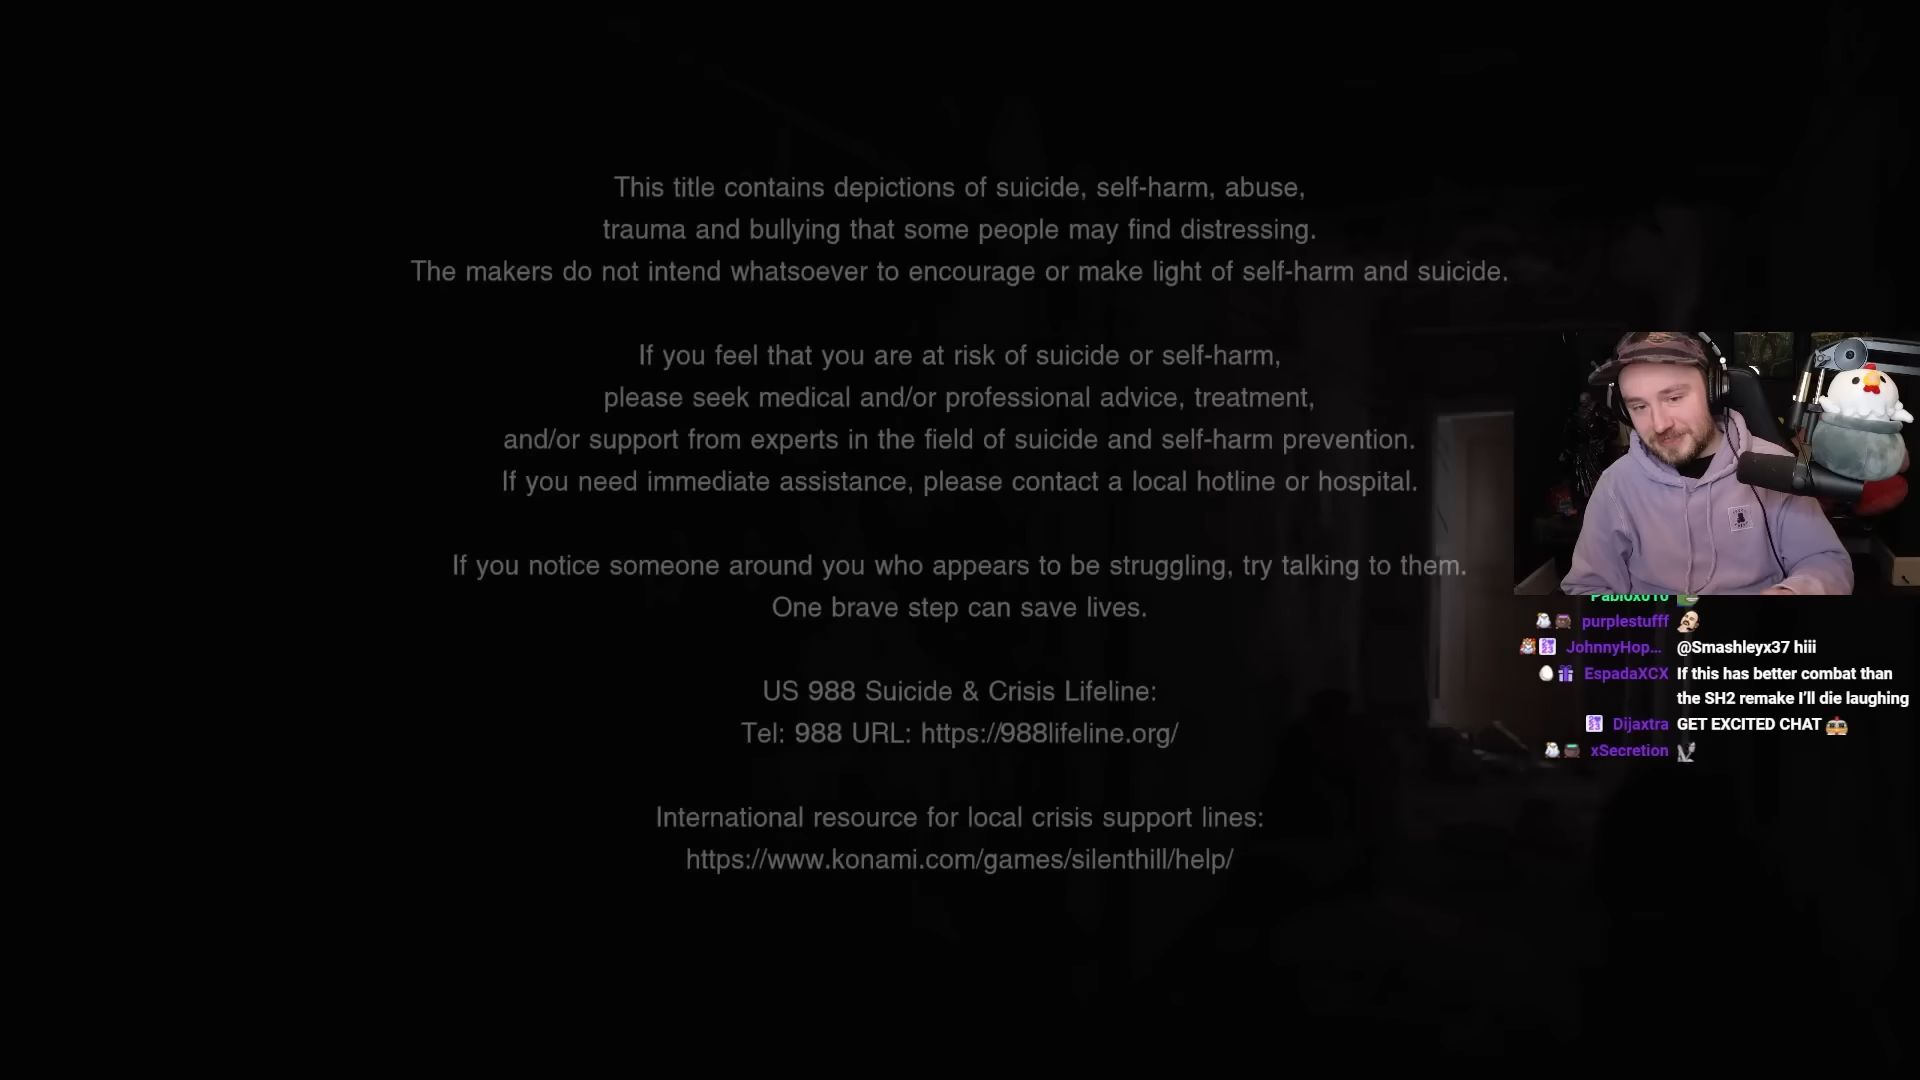 This title contains depictions of suicide, self-harm, abuse,
trauma and bullying that some people may find distressing.
The makers do not intend whatsoever to encourage or make light of self-harm and suicide.
If you feel that you are at risk of suicide or self-harm,
please seek medical and/or professional advice, treatment,
and/or support from experts in the field of suicide and self-harm prevention.
If you need immediate assistance, please contact a local hotline or hospital.
If you notice someone around you who appears to be struggling, try talking to them.
One brave step can save lives.
US 988 Suicide & Crisis Lifeline:
Tel: 988 URL: https://988lifeline.org/
International resource for local crisis support lines:
https://www.konami.com/games/silenthill/help/
purplestufff
JohnnyHop... @Smashleyx37 hiii
EspadaXCX If this has better combat than
the SH2 remake I'll die laughing
Dijaxtra GET EXCITED CHAT
xSecretion